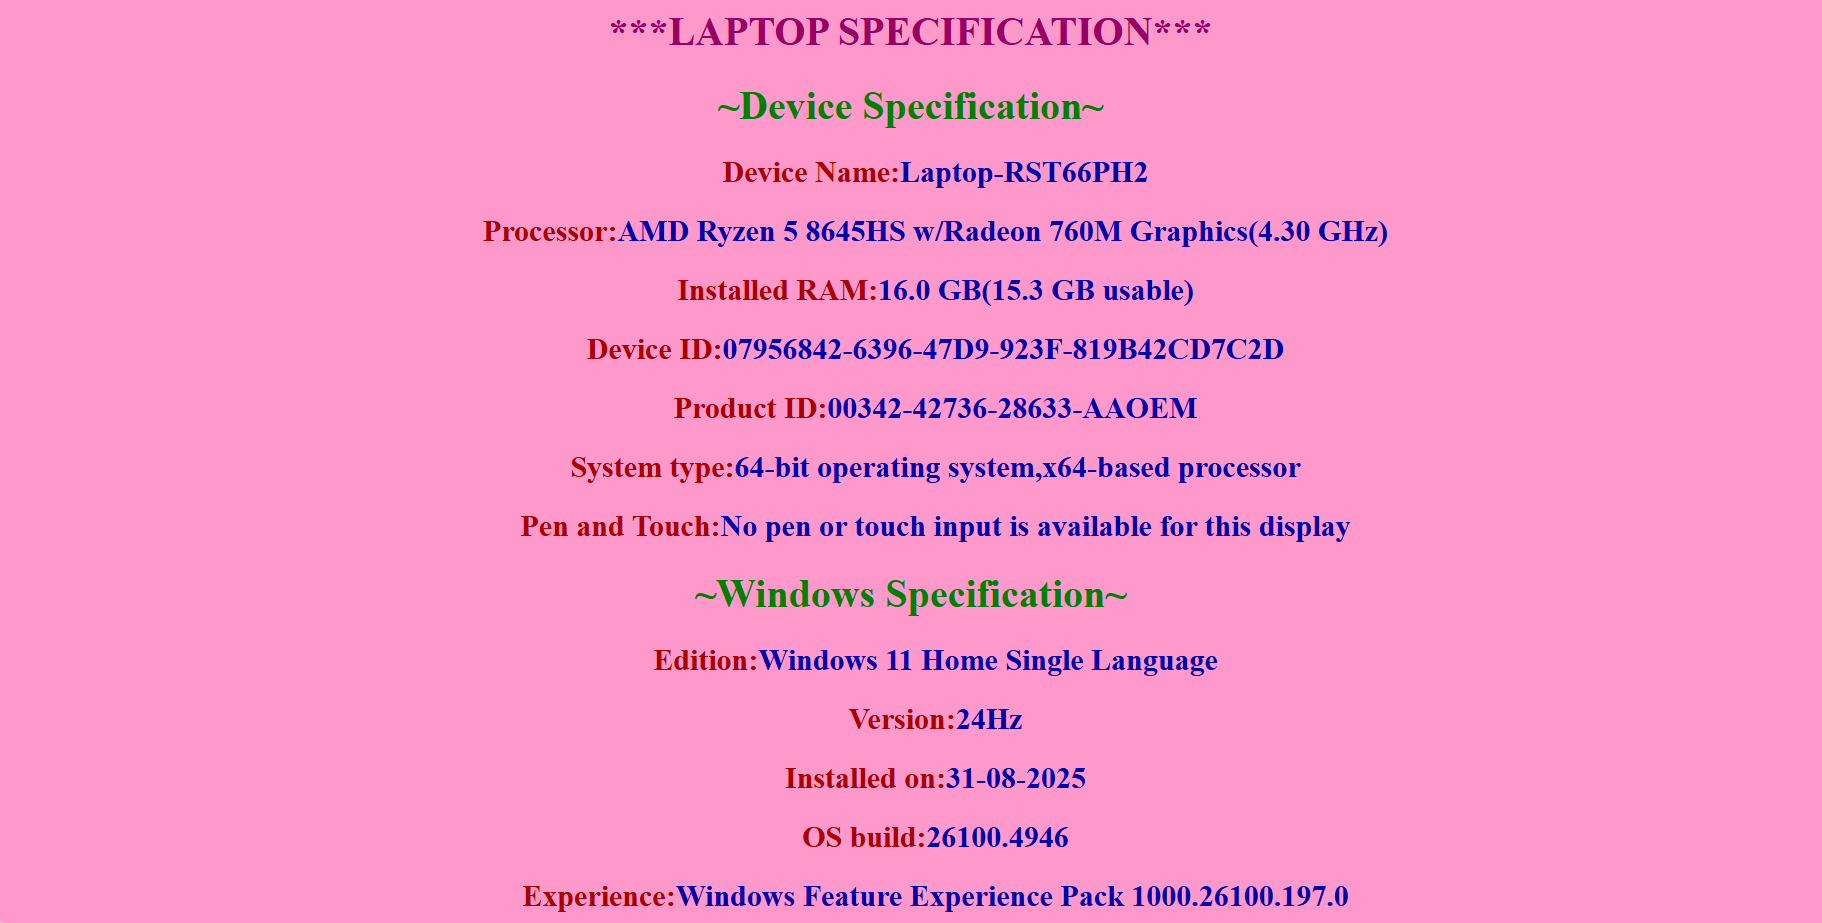 ***LAPTOP SPECIFICATION***
~Device Specification~
Device Name:Laptop-RST66PH2
Processor:AMD Ryzen 5 8645HS w/Radeon 760M Graphics(4.30 GHz)
Installed RAM:16.0 GB(15.3 GB usable)
Device ID:07956842-6396-47D9-923F-819B42CD7C2D
Product ID:00342-42736-28633-AAOEM
System type:64-bit operating system,x64-based processor
Pen and Touch:No pen or touch input is available for this display
~Windows Specification~
Edition:Windows 11 Home Single Language
Version:24Hz
Installed on:31-08-2025
OS build:26100.4946
Experience:Windows Feature Experience Pack 1000.26100.197.0